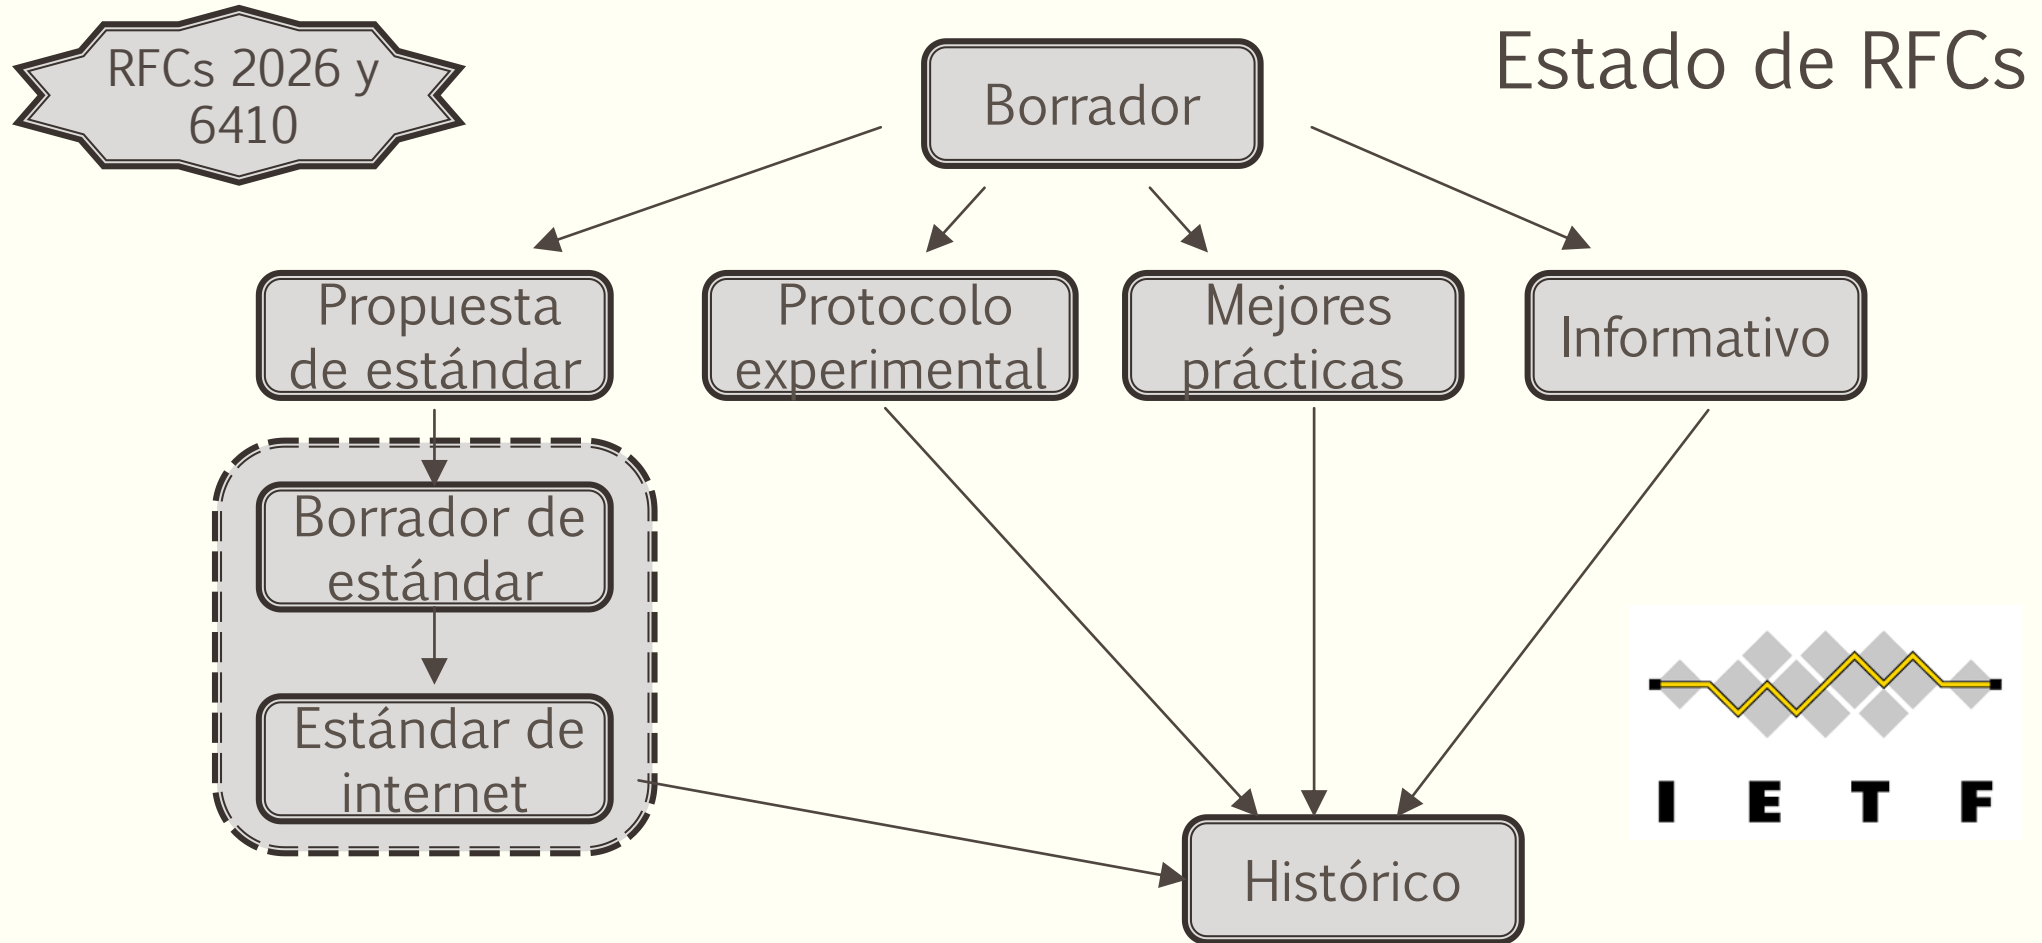 RFCs 2026 y
6410
Estado de RFCs
Borrador
Propuesta
de estándar
Protocolo
experimental
Mejores
prácticas
Informativo
Borrador de
estándar
Estándar de
internet
Histórico
I E T F